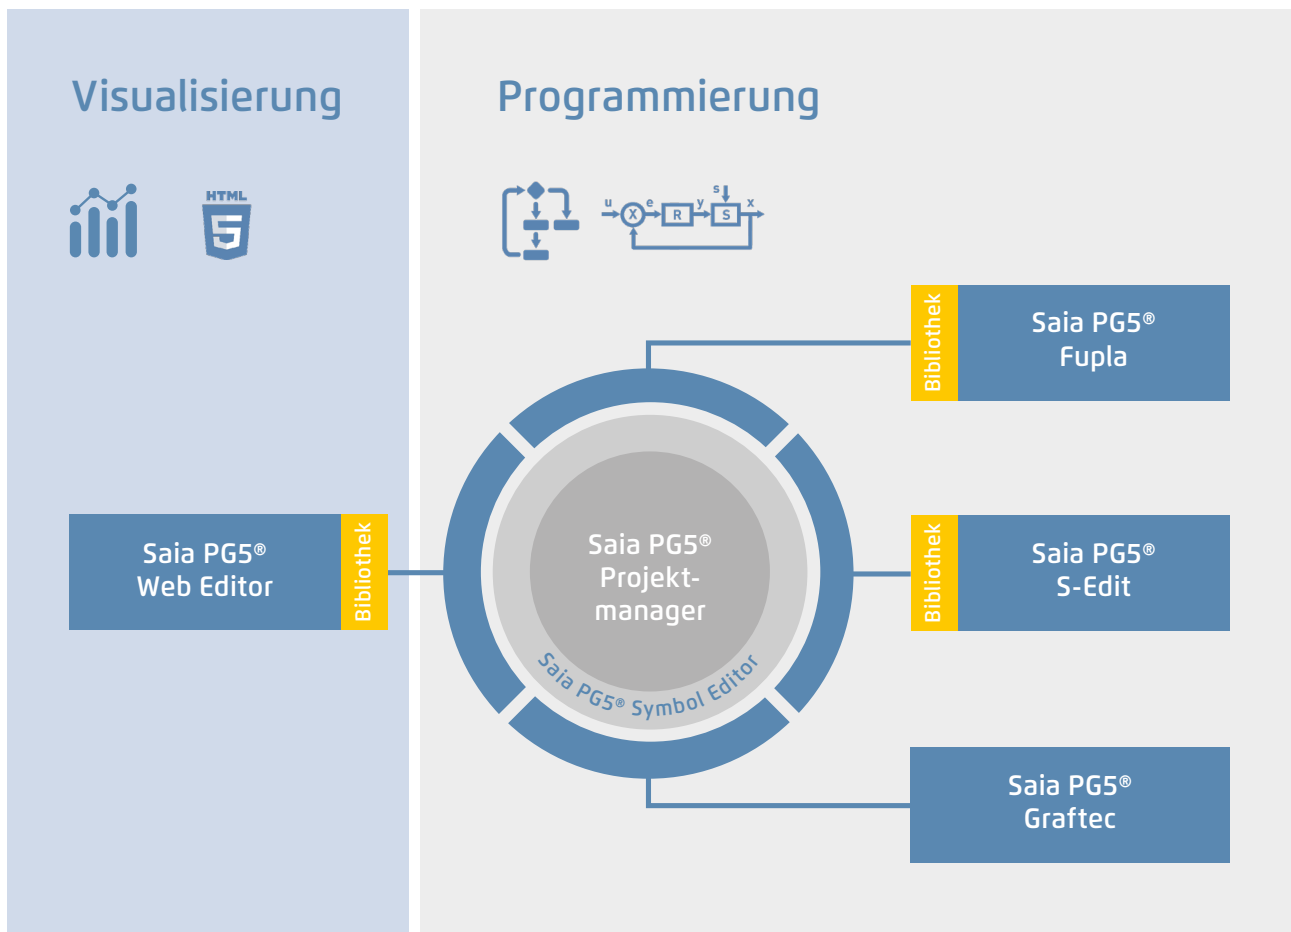 Visualisierung
HTML
5
Programmierung
u
X
e
R
y
s
S
x
Bibliothek
Saia PG5®
Fupla
Saia PG5®
Web Editor
Bibliothek
Saia PG5®
Projekt-
manager
Saia PG5® Symbol Editor
Bibliothek
Saia PG5®
S-Edit
Saia PG5®
Graftec